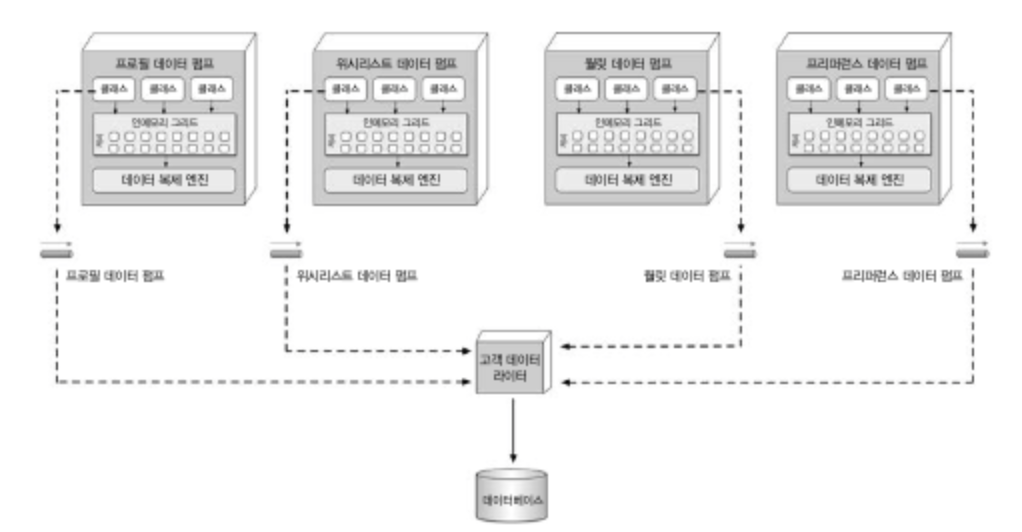 프로필 데이터 펌프
클래스 클래스 클래스
인메모리 그리드
캐시
데이터 복제 엔진
위시리스트 데이터 펌프
클래스 클래스 클래스
인메모리 그리드
캐시
데이터 복제 엔진
월릿 데이터 펌프
클래스 클래스 클래스
인메모리 그리드
캐시
데이터 복제 엔진
프리퍼런스 데이터 펌프
클래스 클래스 클래스
인메모리 그리드
캐시
데이터 복제 엔진
프로필 데이터 펌프
위시리스트 데이터 펌프
월릿 데이터 펌프
프리퍼런스 데이터 펌프
고객 데이터
라이터
데이터베이스